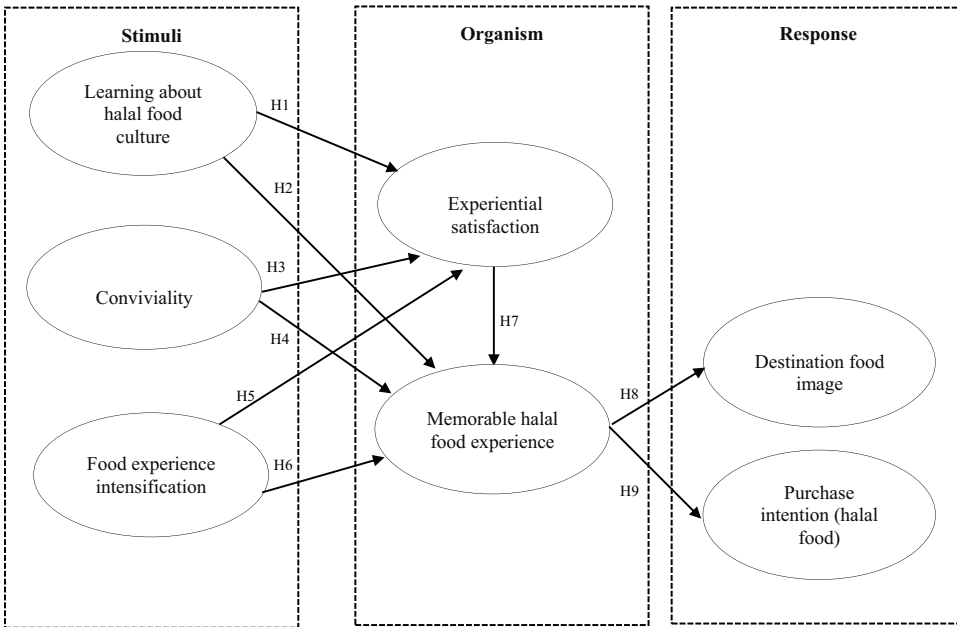 Stimuli
Learning about
halal food
culture
Conviviality
Food experience
intensification
H1
H2
H3
H4
H5
H6
Organism
Experiential
satisfaction
H7
Memorable halal
food experience
H8
H9
Response
Destination food
image
Purchase
intention (halal
food)